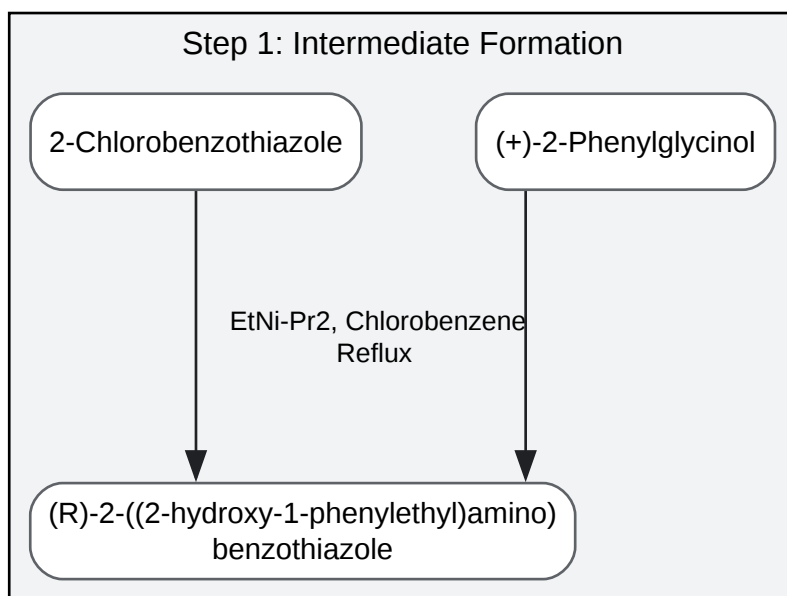 Step 1: Intermediate Formation
2-Chlorobenzothiazole
(+)-2-Phenylglycinol
EtNi-Pr2, Chlorobenzene
Reflux
(R)-2-((2-hydroxy-1-phenylethyl)amino)
benzothiazole